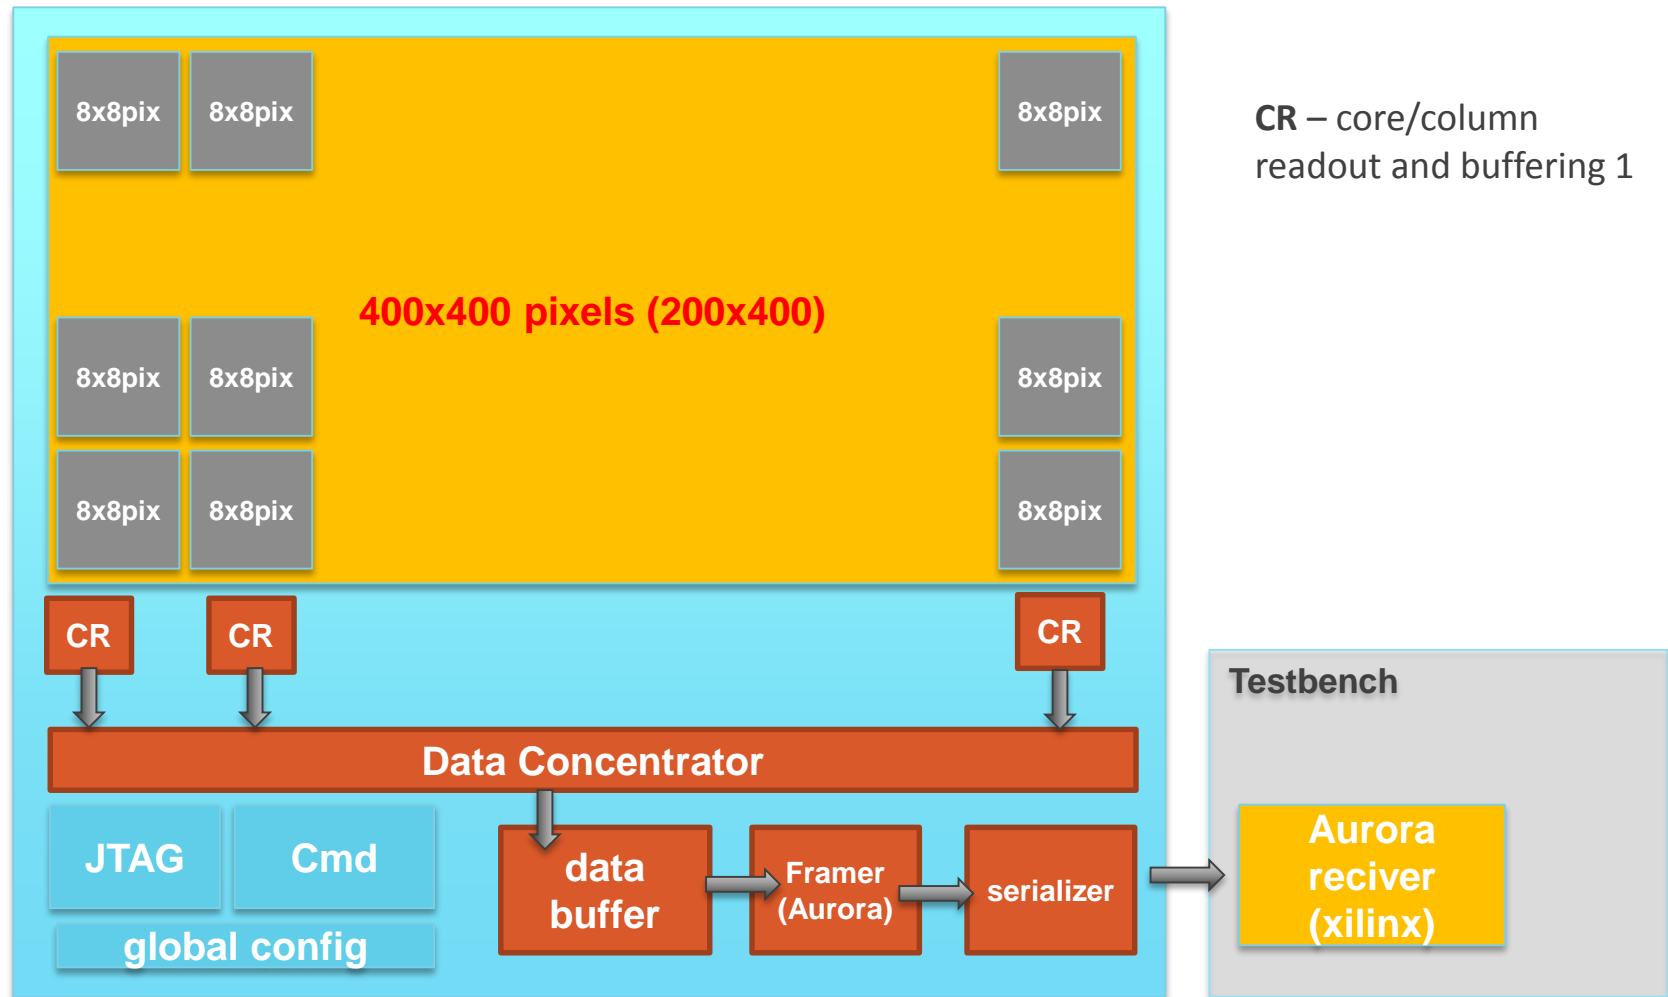 8x8pix 8x8pix 8x8pix
CR – core/column
readout and buffering 1
400x400 pixels (200x400)
8x8pix 8x8pix 8x8pix
8x8pix 8x8pix 8x8pix
CR CR CR
Testbench
Data Concentrator
JTAG
Cmd
global config
data
buffer
Framer
(Aurora)
serializer
Aurora
reciver
(xilinx)